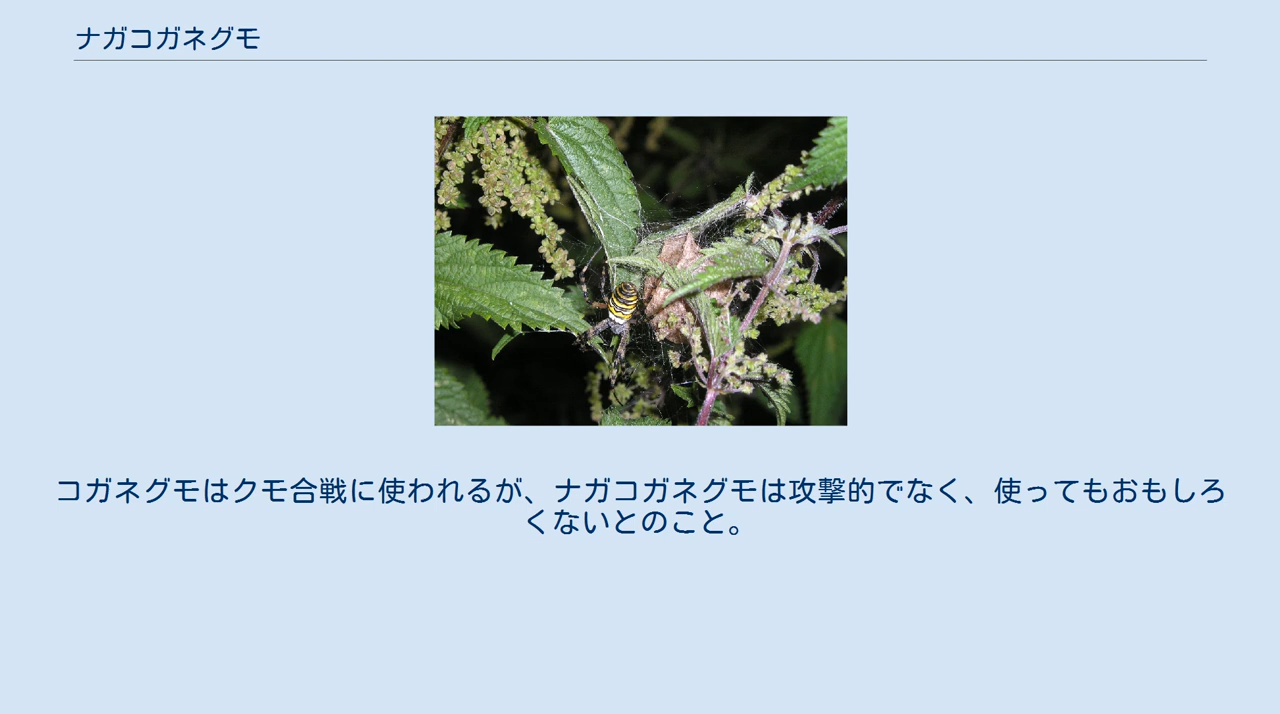 ナガコガネグモ
コガネグモはクモ合戦に使われるが、ナガコガネグモは攻撃的でなく、使ってもおもしろ
くないとのこと。